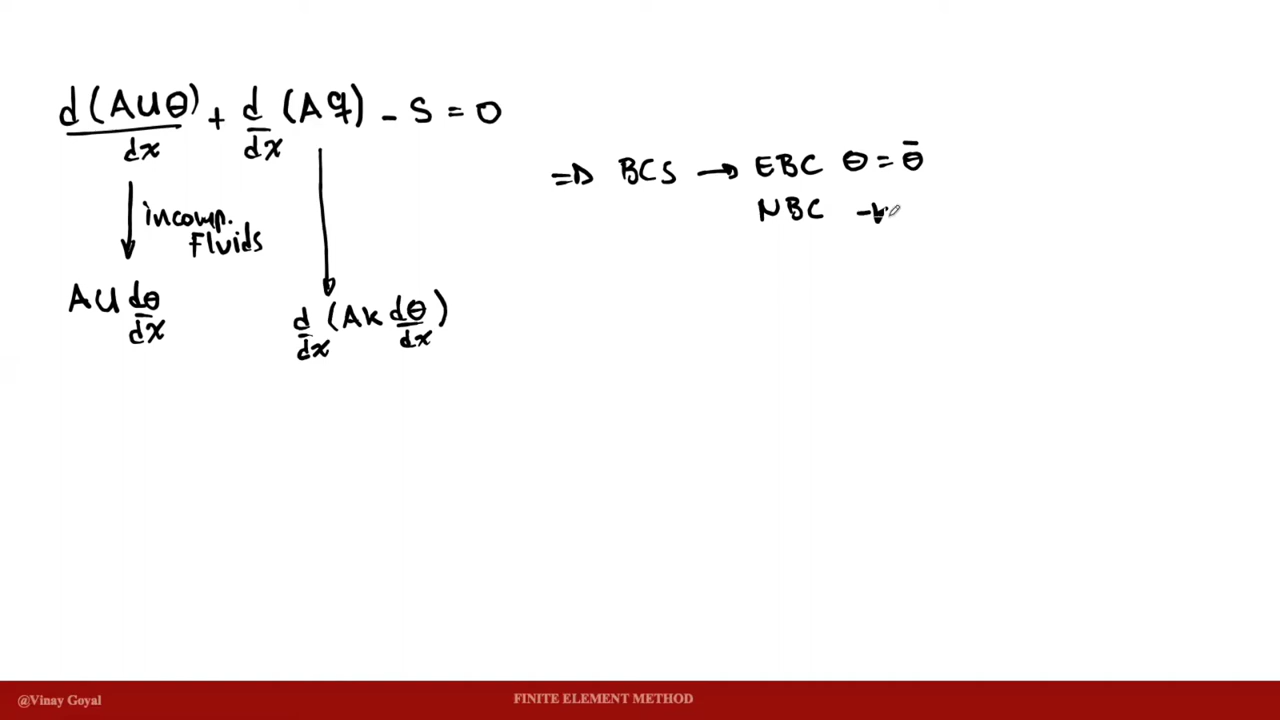 d(AUθ)/dx + d/dx (Aq) - S = 0
⇒ BCS → EBC θ = θ̄
NBC -k
incomp.
Fluids
AU dθ/dx
d/dx (Ak dθ/dx)
@Vinay Goyal
FINITE ELEMENT METHOD